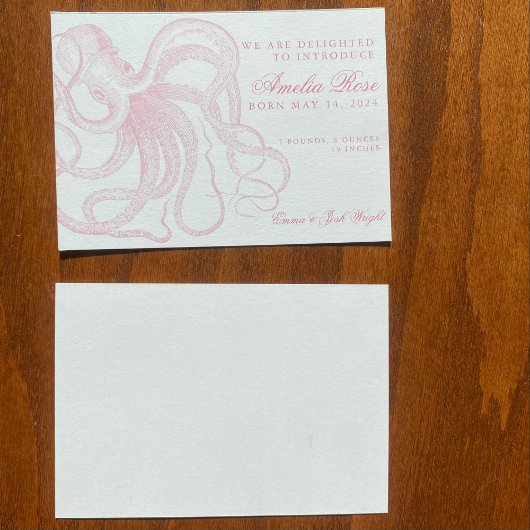 WE ARE DELIGHTED
TO INTRODUCE
Amelia Rose
BORN MAY 14, 2024
7 POUNDS, 6 OUNCES
19 INCHES
Emma & Josh Wright